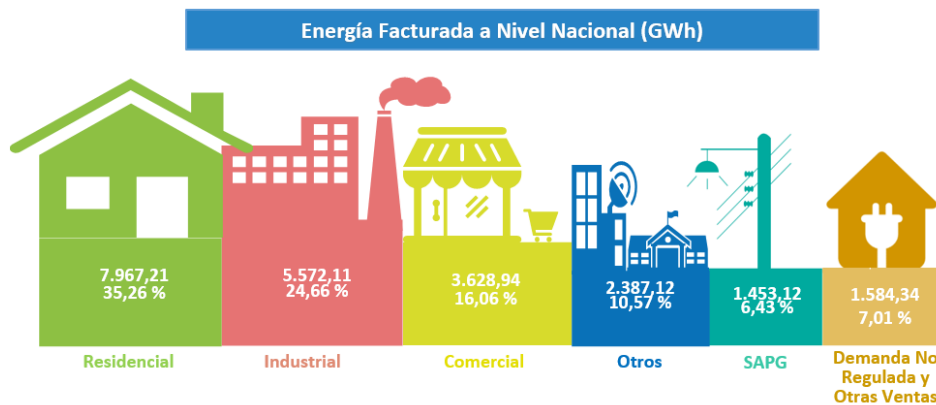 Energía Facturada a Nivel Nacional (GWh)
7.967,21
35,26 %
5.572,11
24,66 %
3.628,94
16,06 %
2.387,12
10,57 %
1.453,12
6,43 %
1.584,34
7,01 %
Residencial
Industrial
Comercial
Otros
SAPG
Demanda No
Regulada y
Otras Ventas